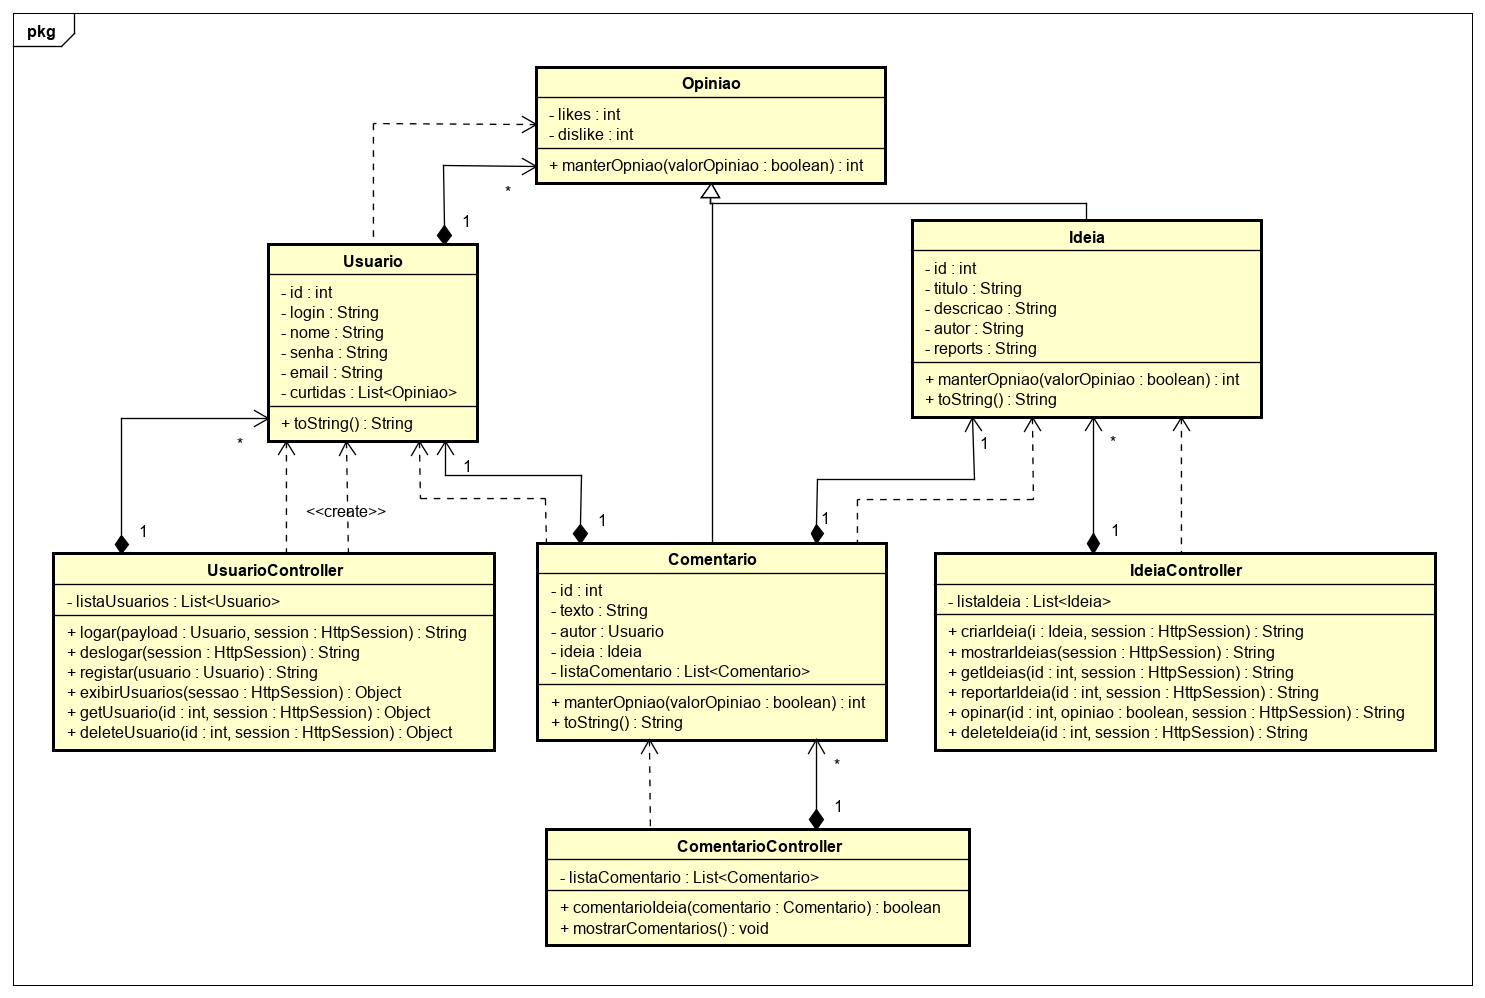 pkg
Opiniao
- likes : int
- dislike : int
+ manterOpniao(valorOpiniao : boolean) : int
*
1
Usuario
- id : int
- login : String
- nome : String
- senha : String
- email : String
- curtidas : List<Opiniao>
+ toString() : String
Ideia
- id : int
- titulo : String
- descricao : String
- autor : String
- reports : String
+ manterOpniao(valorOpiniao : boolean) : int
+ toString() : String
*
1
1
*
<<create>>
1
1
1
1
UsuarioController
- listaUsuarios : List<Usuario>
+ logar(payload : Usuario, session : HttpSession) : String
+ deslogar(session : HttpSession) : String
+ registar(usuario : Usuario) : String
+ exibirUsuarios(sessao : HttpSession) : Object
+ getUsuario(id : int, session : HttpSession) : Object
+ deleteUsuario(id : int, session : HttpSession) : Object
Comentario
- id : int
- texto : String
- autor : Usuario
- ideia : Ideia
- listaComentario : List<Comentario>
+ manterOpniao(valorOpiniao : boolean) : int
+ toString() : String
IdeiaController
- listaIdeia : List<Ideia>
+ criarIdeia(i : Ideia, session : HttpSession) : String
+ mostrarIdeias(session : HttpSession) : String
+ getIdeias(id : int, session : HttpSession) : String
+ reportarIdeia(id : int, session : HttpSession) : String
+ opinar(id : int, opiniao : boolean, session : HttpSession) : String
+ deleteIdeia(id : int, session : HttpSession) : String
*
1
ComentarioController
- listaComentario : List<Comentario>
+ comentarioIdeia(comentario : Comentario) : boolean
+ mostrarComentarios() : void